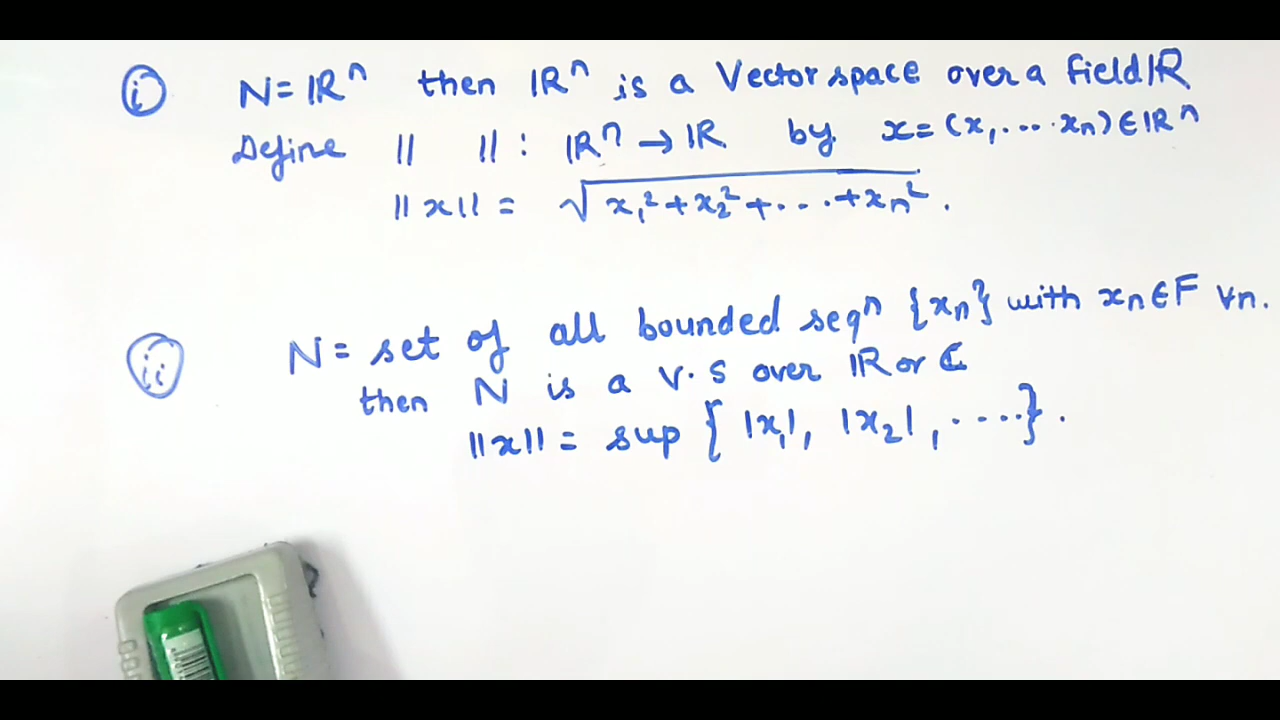 (i) N = ℝⁿ then ℝⁿ is a Vector space over a field ℝ
Define || || : ℝⁿ → ℝ by x = (x₁, ... xₙ) ∈ ℝⁿ
||x|| = √(x₁² + x₂² + ... + xₙ²).
(ii) N = set of all bounded seqⁿ {xₙ} with xₙ ∈ F ∀n.
then N is a v.s over ℝ or ℂ
||x|| = sup { |x₁|, |x₂|, ....}.